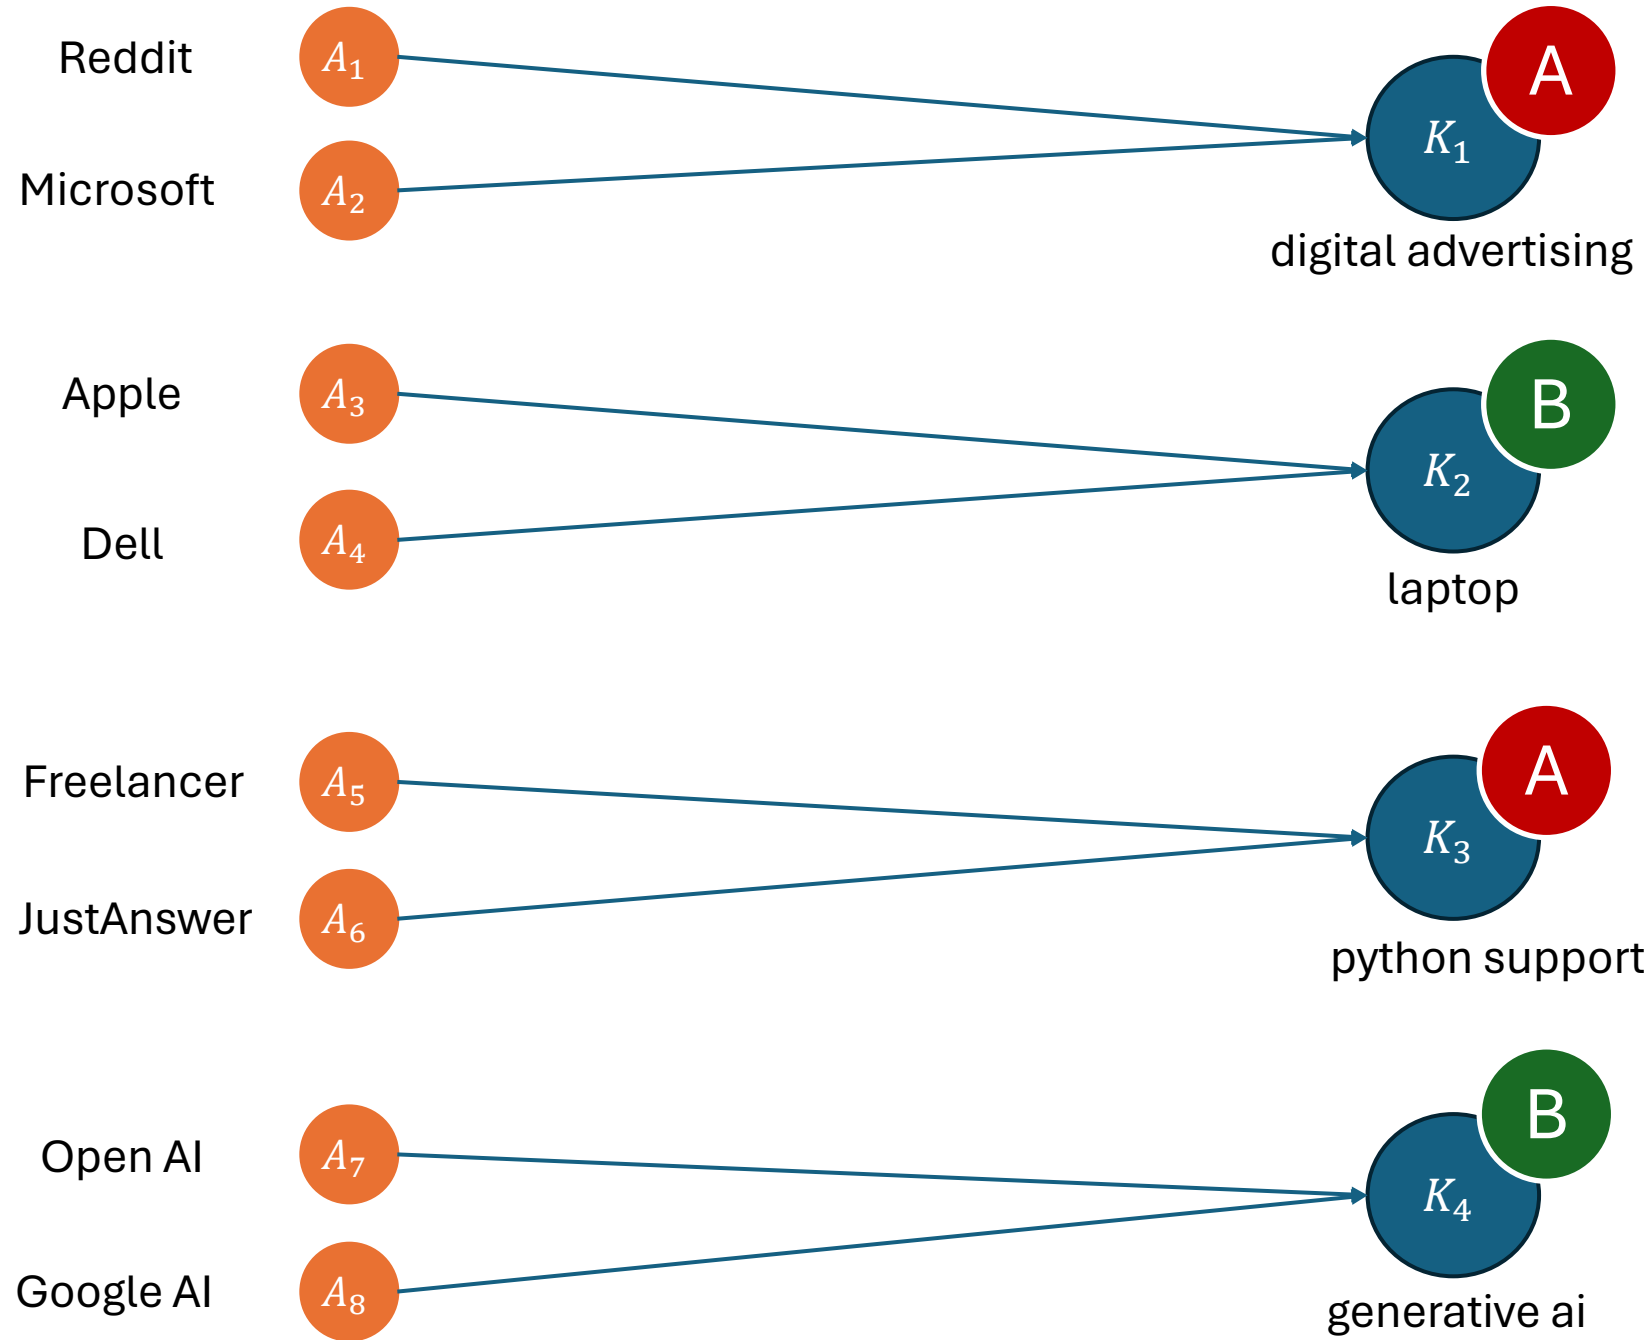 Reddit
A₁
A
K₁
Microsoft
A₂
digital advertising
Apple
A₃
B
K₂
Dell
A₄
laptop
Freelancer
A₅
A
K₃
JustAnswer
A₆
python support
Open AI
A₇
B
K₄
Google AI
A₈
generative ai